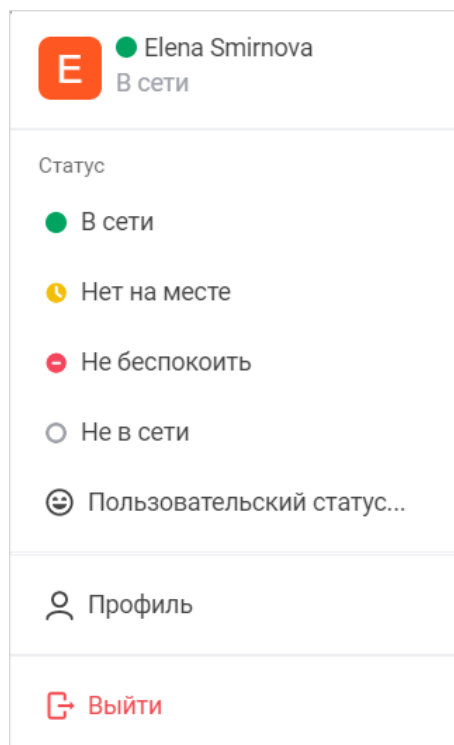 E
Elena Smirnova
В сети
Статус
В сети
Нет на месте
Не беспокоить
Не в сети
Пользовательский статус...
Профиль
Выйти